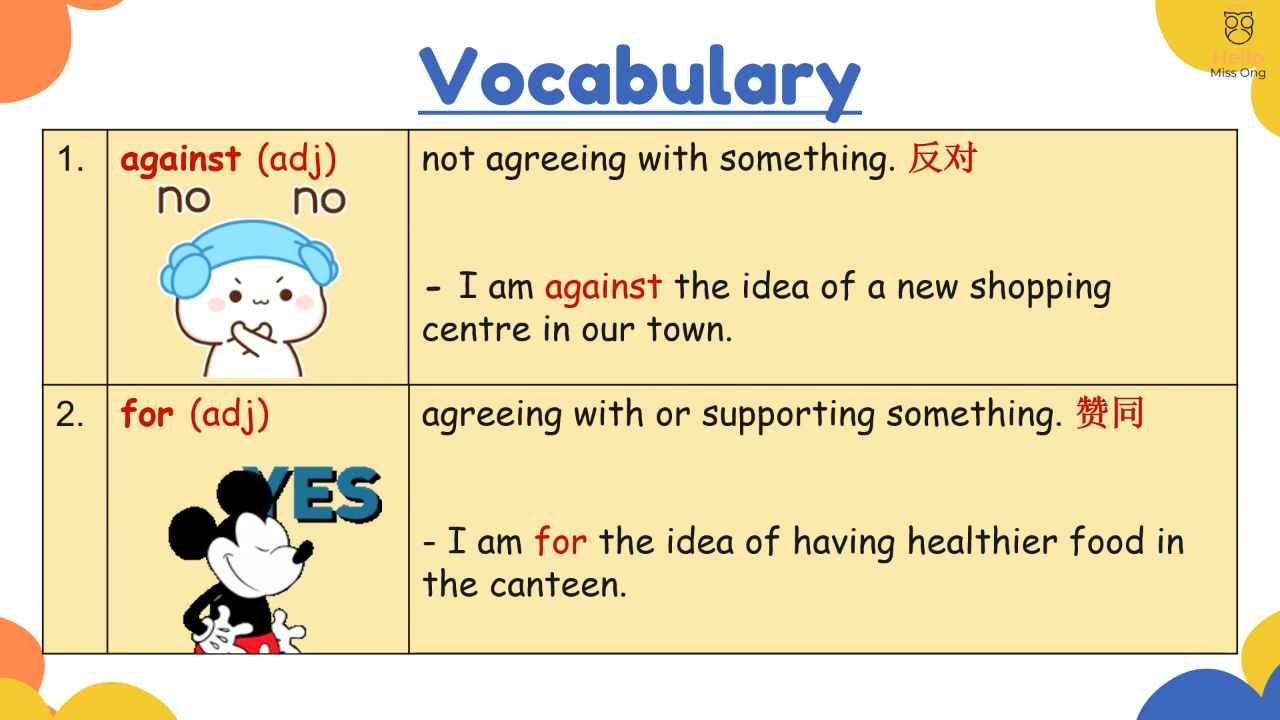 Hello
Miss Ong
Vocabulary
1.
against (adj)
no no
not agreeing with something. 反对
- I am against the idea of a new shopping
centre in our town.
2.
for (adj)
YES
agreeing with or supporting something. 赞同
- I am for the idea of having healthier food in
the canteen.